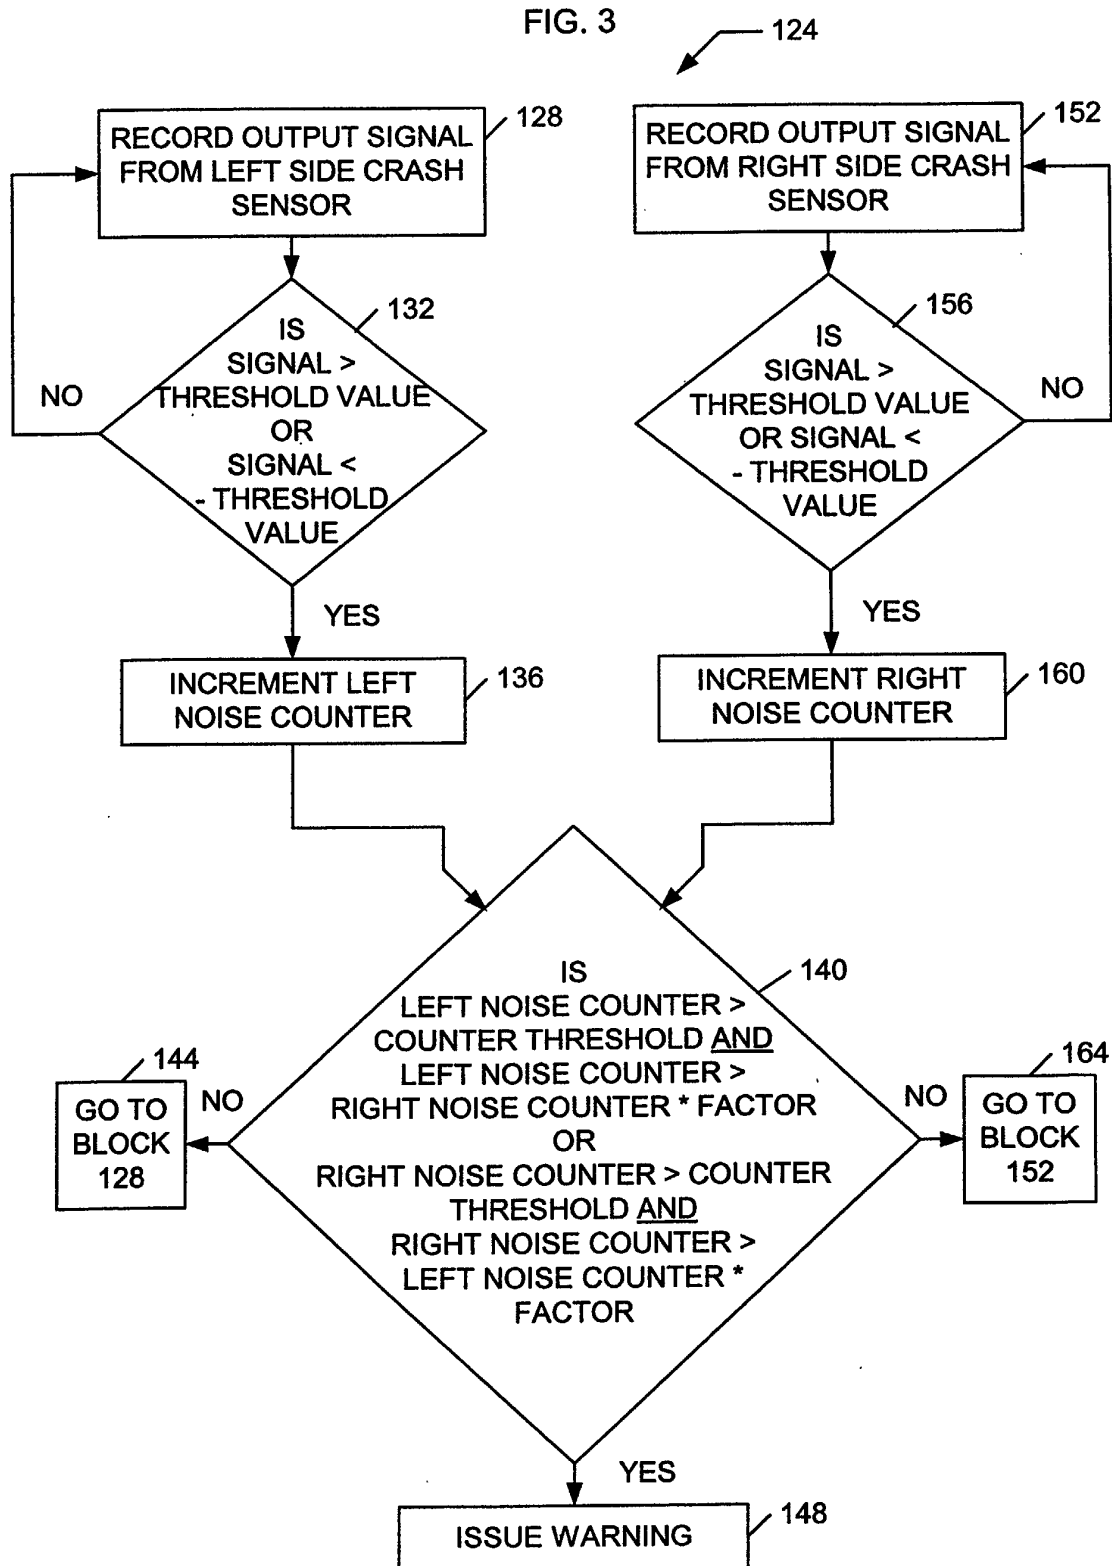 FIG. 3
124
RECORD OUTPUT SIGNAL
FROM LEFT SIDE CRASH
SENSOR
128
RECORD OUTPUT SIGNAL
FROM RIGHT SIDE CRASH
SENSOR
152
IS
SIGNAL >
THRESHOLD VALUE
OR
SIGNAL <
- THRESHOLD
VALUE
132
NO
YES
IS
SIGNAL >
THRESHOLD VALUE
OR SIGNAL <
- THRESHOLD
VALUE
156
NO
YES
INCREMENT LEFT
NOISE COUNTER
136
INCREMENT RIGHT
NOISE COUNTER
160
IS
LEFT NOISE COUNTER >
COUNTER THRESHOLD AND
LEFT NOISE COUNTER >
RIGHT NOISE COUNTER * FACTOR
OR
RIGHT NOISE COUNTER > COUNTER
THRESHOLD AND
RIGHT NOISE COUNTER >
LEFT NOISE COUNTER *
FACTOR
140
144
NO
GO TO
BLOCK
128
164
NO
GO TO
BLOCK
152
YES
ISSUE WARNING
148